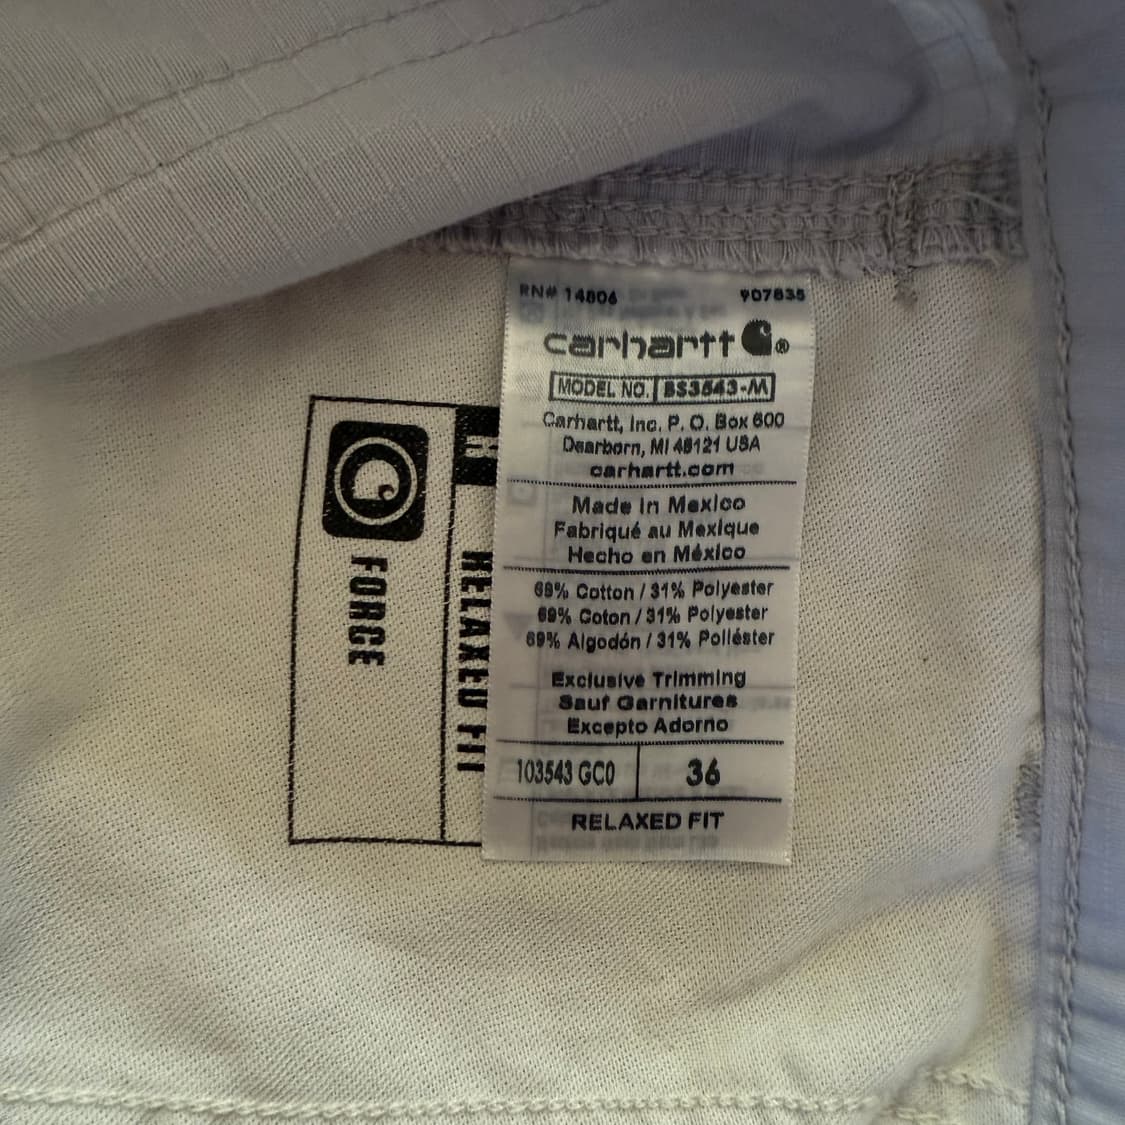 RN# 14806 907835
carhartt ®
MODEL NO. BS3543-M
Carhartt, Inc. P. O. Box 600
Dearborn, MI 48121 USA
carhartt.com
Made in Mexico
Fabriqué au Mexique
Hecho en México
69% Cotton / 31% Polyester
69% Coton / 31% Polyester
69% Algodón / 31% Poliéster
Exclusive Trimming
Sauf Garnitures
Excepto Adorno
103543 GC0 36
RELAXED FIT
FORCE
RELAXED FIT